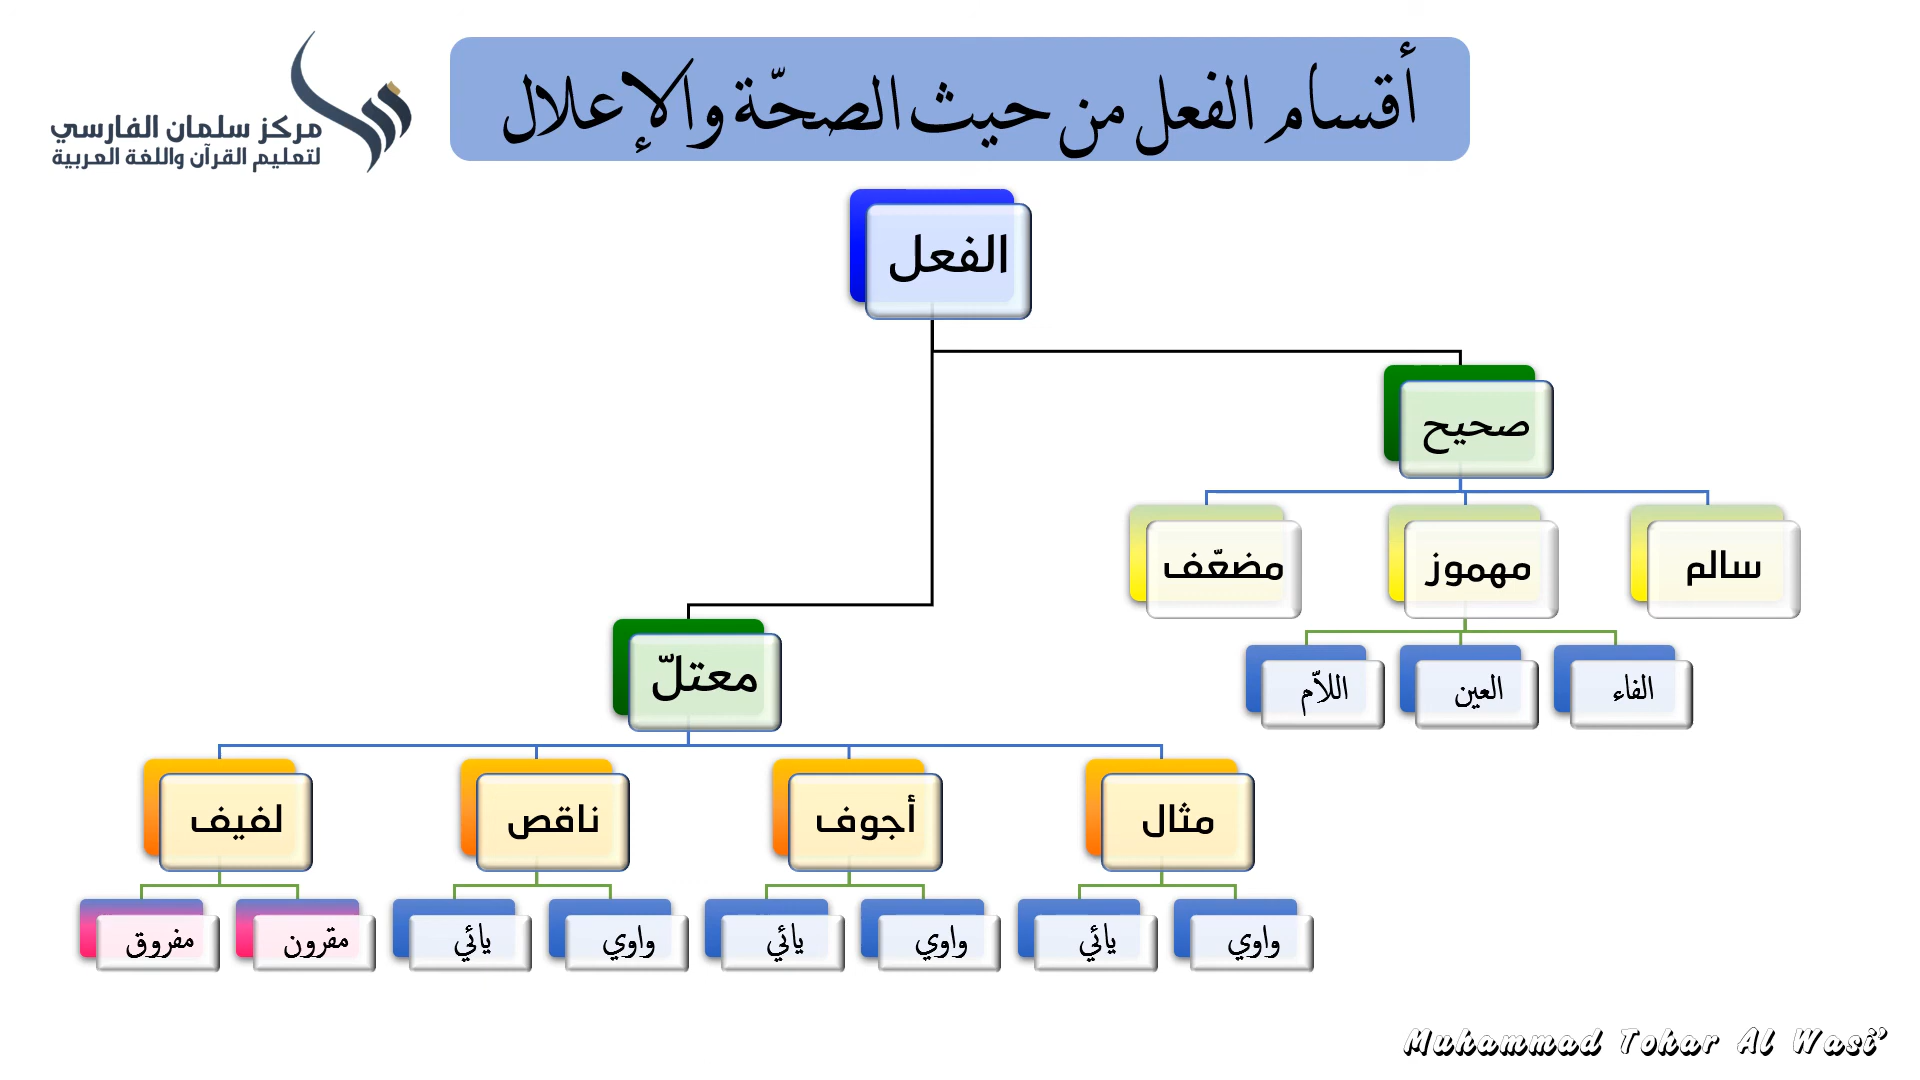 أقسام الفعل من حيث الصحّة والإعلال
مركز سلمان الفارسي
لتعليم القرآن واللغة العربية
الفعل
صحيح
سالم
مهموز
مضعّف
الفاء
العين
اللاّم
معتلّ
مثال
أجوف
ناقص
لفيف
واوي
يائي
واوي
يائي
واوي
يائي
مقرون
مفروق
Muhammad Tohar Al Wasi'